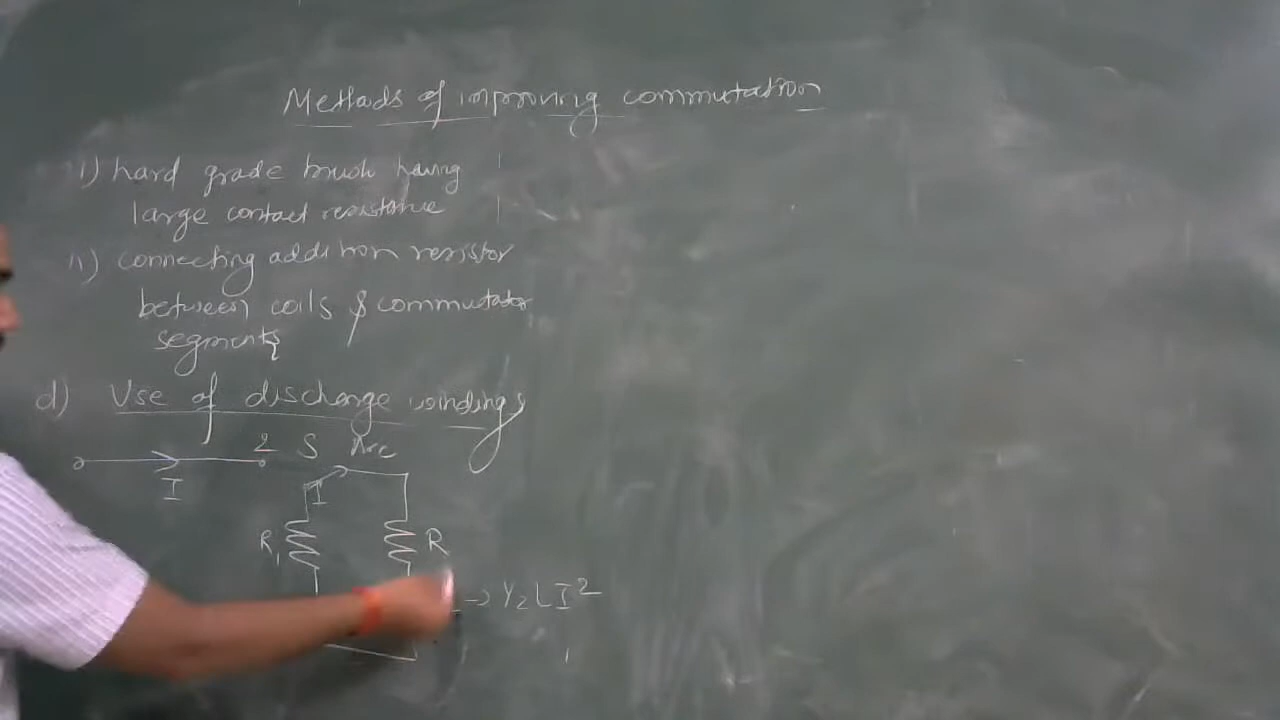 Methods of improving commutation
i) hard grade brush having
large contact resistance
ii) connecting addition resistor
between coils & commutator
segments
d) Use of discharge windings
2 S Arc
I
I
R1 R
→ 1/2 L I²